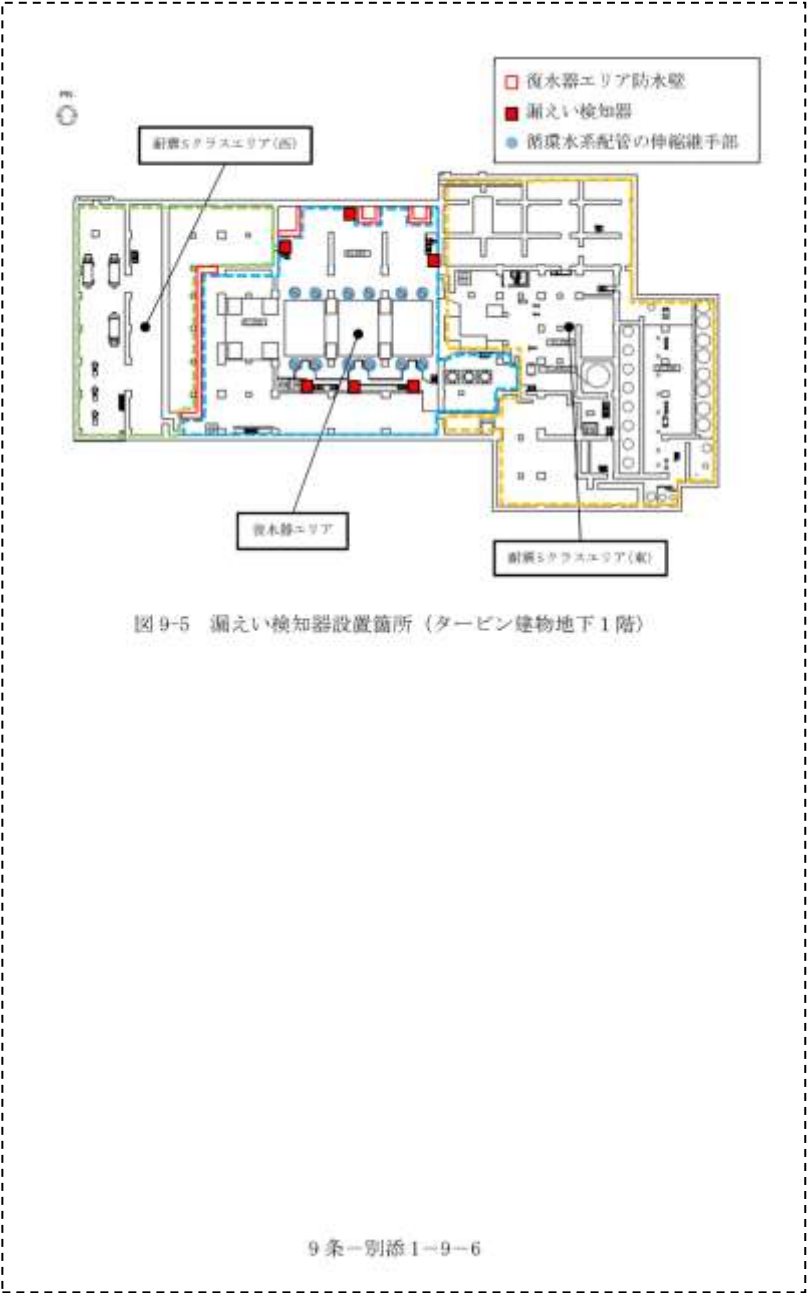 復水器エリア防水壁
漏えい検知器
循環水系配管の伸縮継手部
PN
耐震Sクラスエリア(西)
復水器エリア
耐震Sクラスエリア(東)
図9-5 漏えい検知器設置箇所(タービン建物地下1階)
9条-別添1-9-6